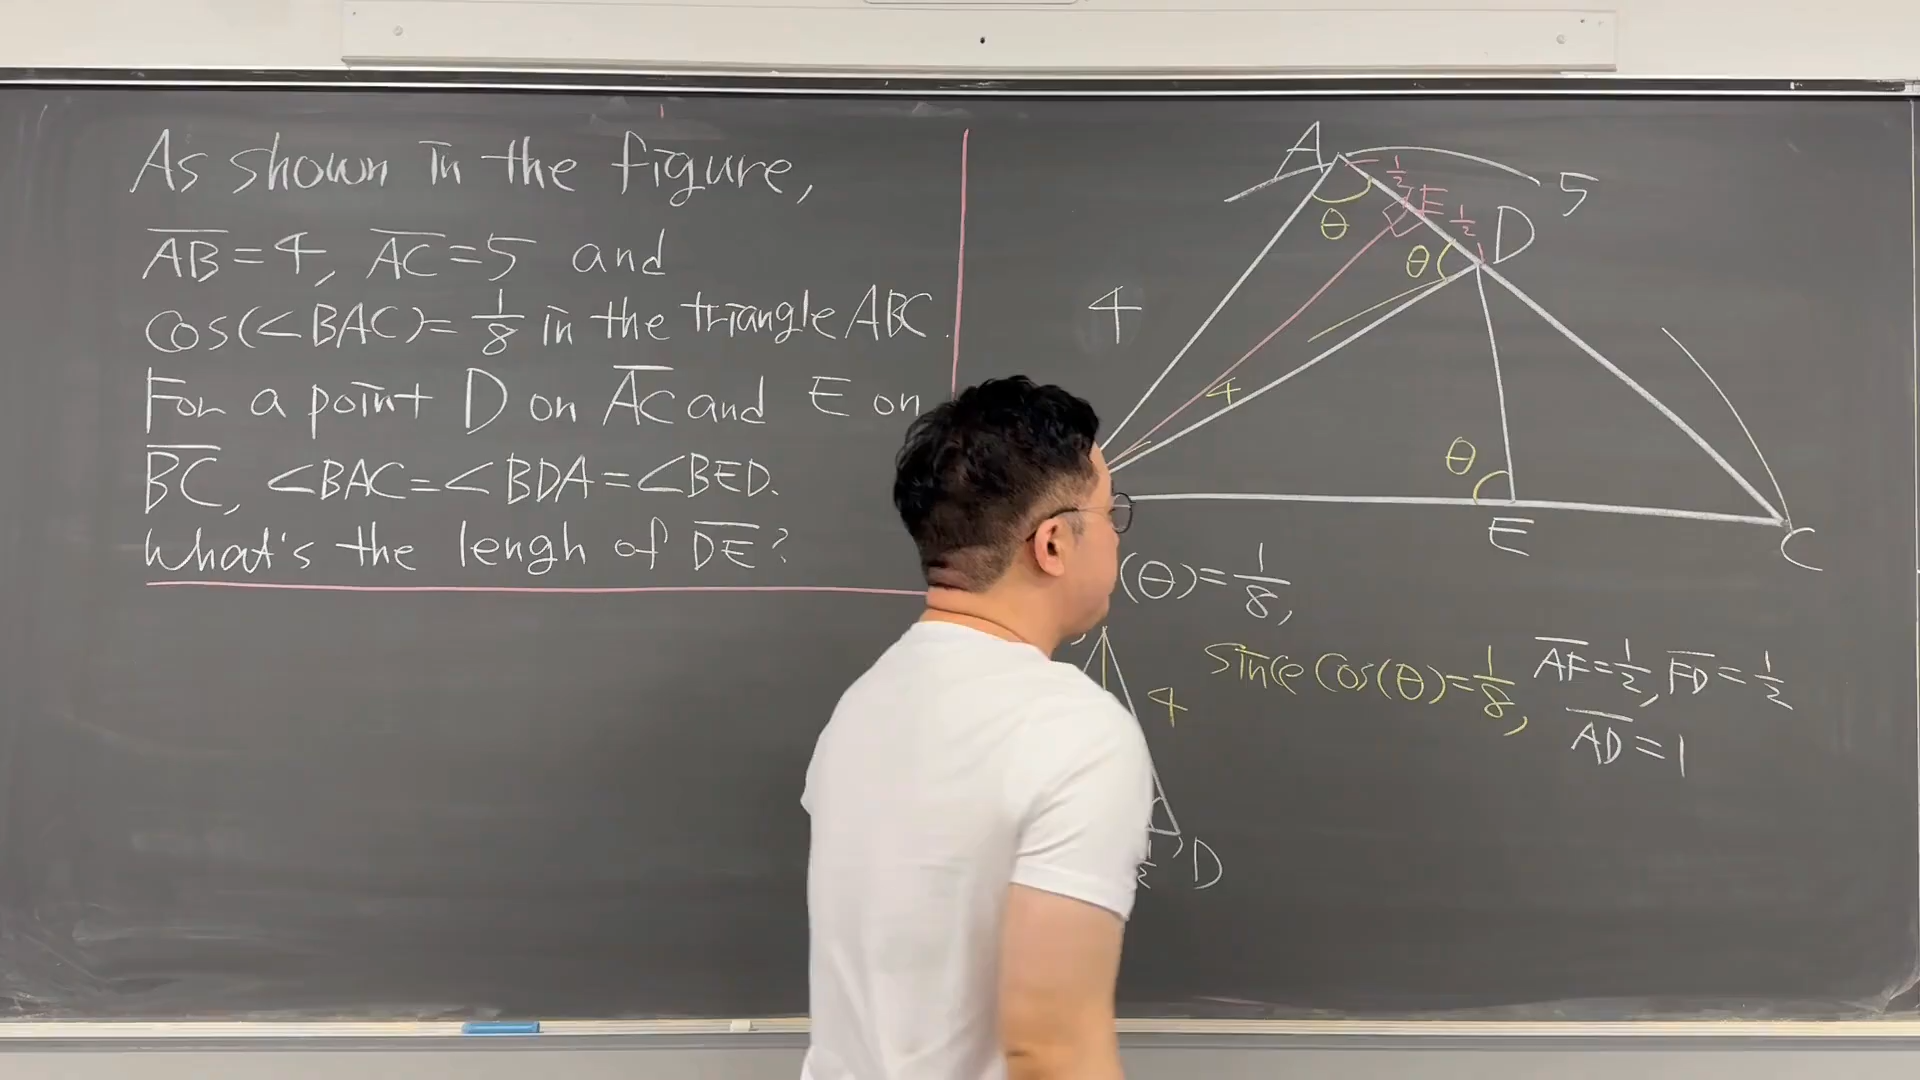 As shown in the figure,
AB=4, AC=5 and
cos(∠BAC)=1/8 in the triangle ABC.
For a point D on AC and E on
BC, ∠BAC=∠BDA=∠BED.
What's the lengh of DE?
A
1/2
5
F
1/2
D
θ
θ
4
4
θ
E
C
(θ)=1/8,
4
since cos(θ)=1/8, AF=1/2, FD=1/2
AD=1
1/2
D